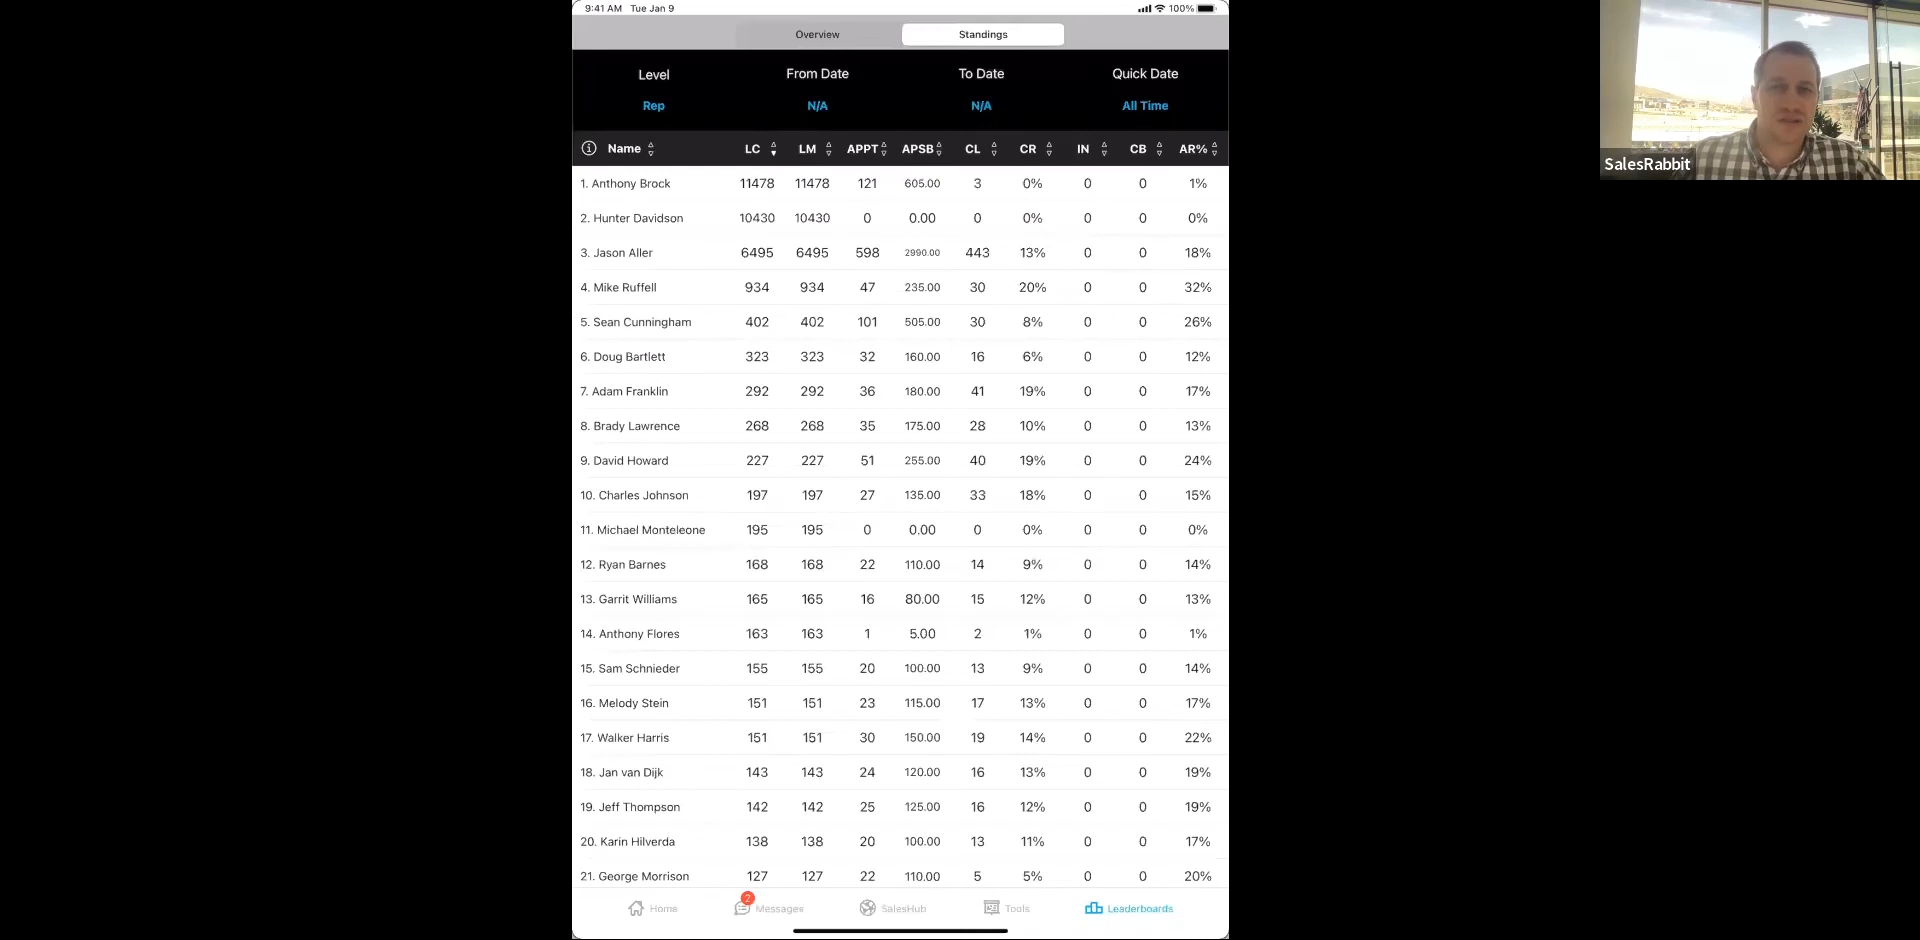 9:41 AM Tue Jan 9 100%
Overview Standings
Level From Date To Date Quick Date
Rep N/A N/A All Time
Name LC LM APPT APSB CL CR IN CB AR%
1. Anthony Brock 11478 11478 121 605.00 3 0% 0 0 1%
2. Hunter Davidson 10430 10430 0 0.00 0 0% 0 0 0%
3. Jason Aller 6495 6495 598 2990.00 443 13% 0 0 18%
4. Mike Ruffell 934 934 47 235.00 30 20% 0 0 32%
5. Sean Cunningham 402 402 101 505.00 30 8% 0 0 26%
6. Doug Bartlett 323 323 32 160.00 16 6% 0 0 12%
7. Adam Franklin 292 292 36 180.00 41 19% 0 0 17%
8. Brady Lawrence 268 268 35 175.00 28 10% 0 0 13%
9. David Howard 227 227 51 255.00 40 19% 0 0 24%
10. Charles Johnson 197 197 27 135.00 33 18% 0 0 15%
11. Michael Monteleone 195 195 0 0.00 0 0% 0 0 0%
12. Ryan Barnes 168 168 22 110.00 14 9% 0 0 14%
13. Garrit Williams 165 165 16 80.00 15 12% 0 0 13%
14. Anthony Flores 163 163 1 5.00 2 1% 0 0 1%
15. Sam Schnieder 155 155 20 100.00 13 9% 0 0 14%
16. Melody Stein 151 151 23 115.00 17 13% 0 0 17%
17. Walker Harris 151 151 30 150.00 19 14% 0 0 22%
18. Jan van Dijk 143 143 24 120.00 16 13% 0 0 19%
19. Jeff Thompson 142 142 25 125.00 16 12% 0 0 19%
20. Karin Hilverda 138 138 20 100.00 13 11% 0 0 17%
21. George Morrison 127 127 22 110.00 5 5% 0 0 20%
2
Home Messages SalesHub Tools Leaderboards
SalesRabbit